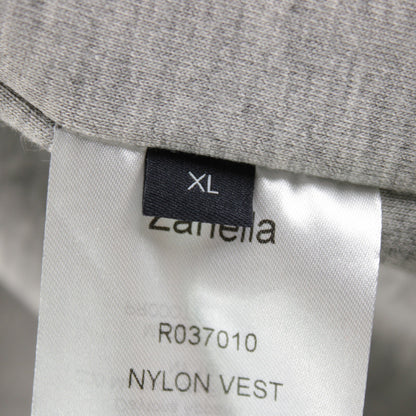 XL
Zanella
R037010
NYLON VEST